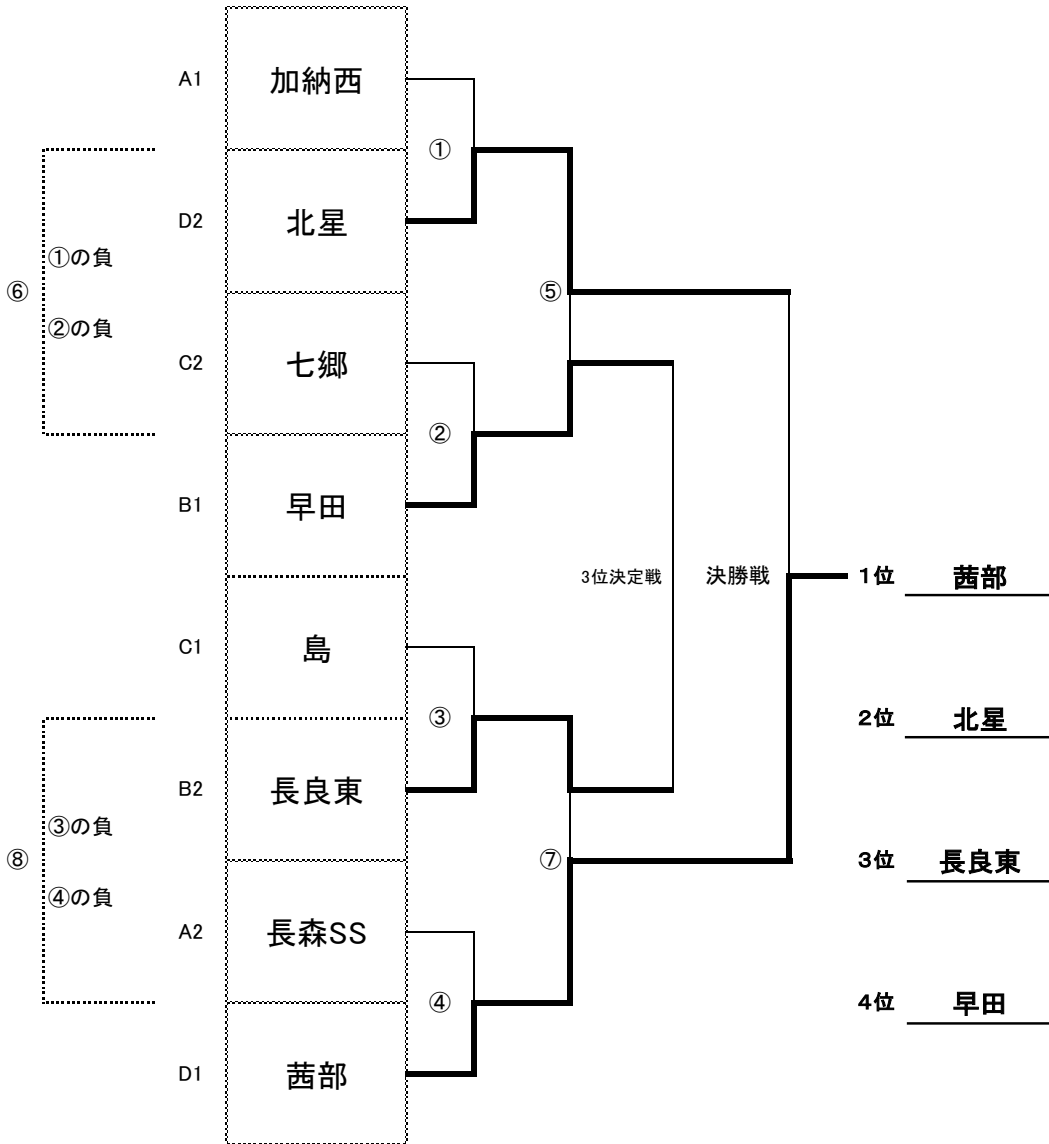 A1 加納西
①
D2 北星
①の負
⑥ ⑤
②の負
C2 七郷
②
B1 早田
3位決定戦 決勝戦 1位 茜部
C1 島
③ 2位 北星
B2 長良東
③の負
⑧ ⑦ 3位 長良東
④の負
A2 長森SS
④ 4位 早田
D1 茜部